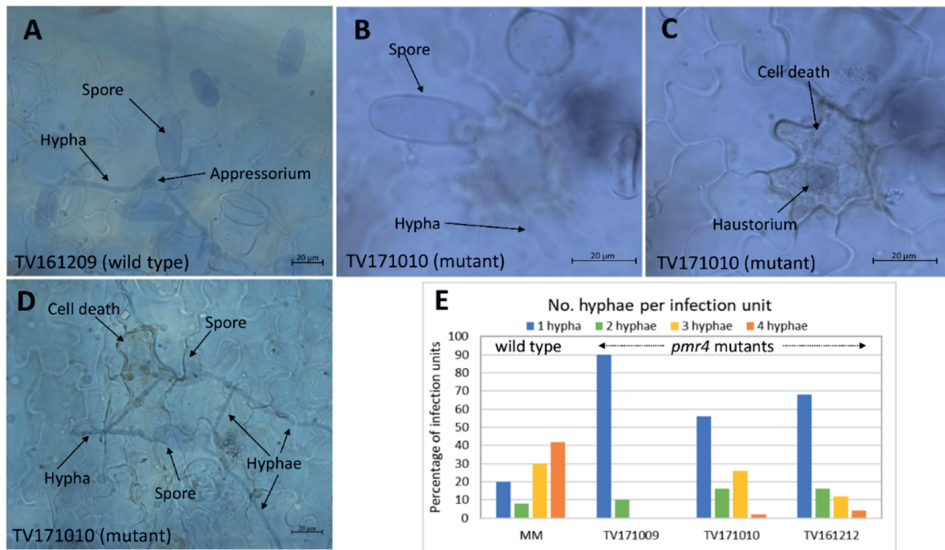 A
Spore
Hypha
Appressorium
TV161209 (wild type)
20 µm
B
Spore
Hypha
TV171010 (mutant)
20 µm
C
Cell death
Haustorium
TV171010 (mutant)
20 µm
D
Cell death
Spore
Hypha
Spore
Hyphae
TV171010 (mutant)
20 µm
E
No. hyphae per infection unit
1 hypha 2 hyphae 3 hyphae 4 hyphae
wild type pmr4 mutants
Percentage of infection units
100
90
80
70
60
50
40
30
20
10
0
MM TV171009 TV171010 TV161212